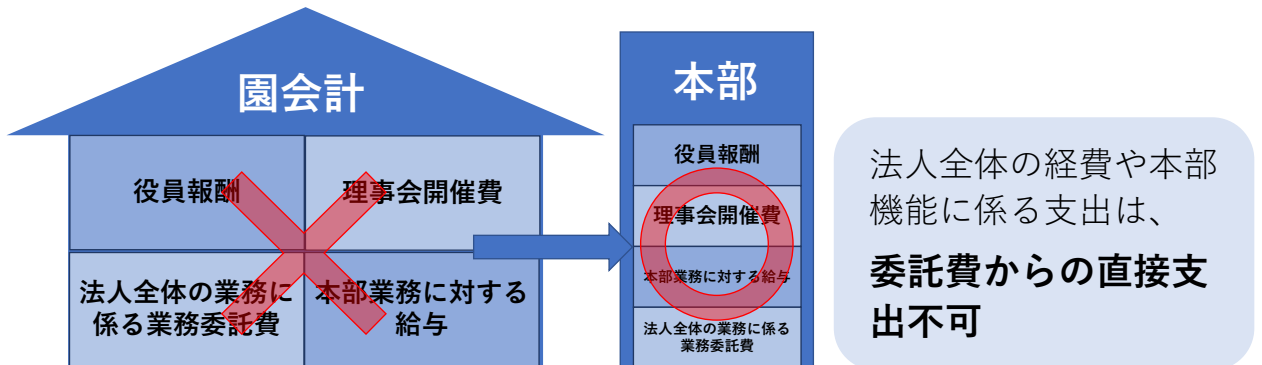 園会計
役員報酬
理事会開催費
法人全体の業務に
係る業務委託費
本部業務に対する
給与
本部
役員報酬
理事会開催費
本部業務に対する給与
法人全体の業務に係る
業務委託費
法人全体の経費や本部
機能に係る支出は、
委託費からの直接支
出不可